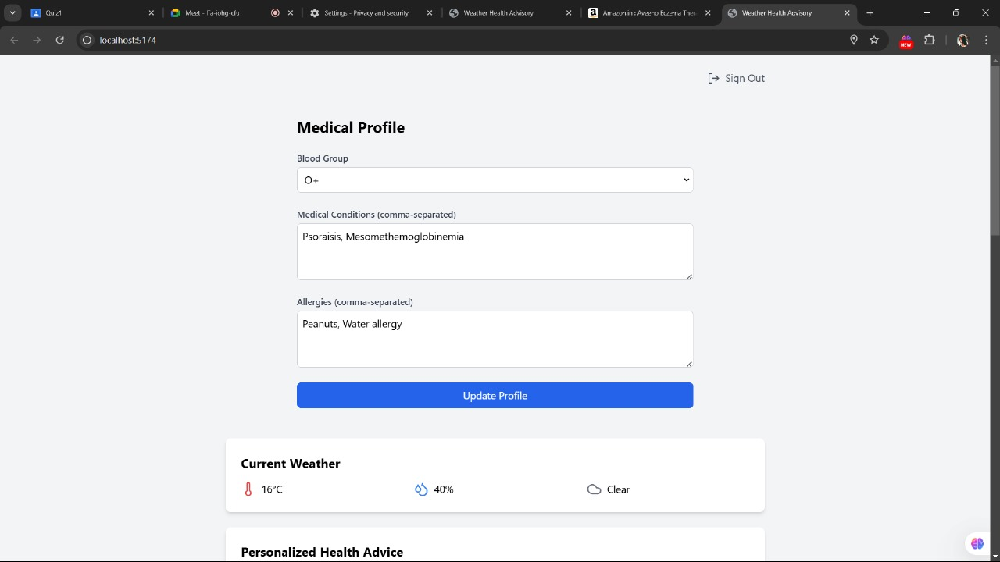 Quiz1
Meet - ffa-iohg-cfu
Settings - Privacy and security
Weather Health Advisory
Amazon.in : Aveeno Eczema Ther
Weather Health Advisory
localhost:5174
NEW
Sign Out
Medical Profile
Blood Group
O+
Medical Conditions (comma-separated)
Psoraisis, Mesomethemoglobinemia
Allergies (comma-separated)
Peanuts, Water allergy
Update Profile
Current Weather
16°C
40%
Clear
Personalized Health Advice